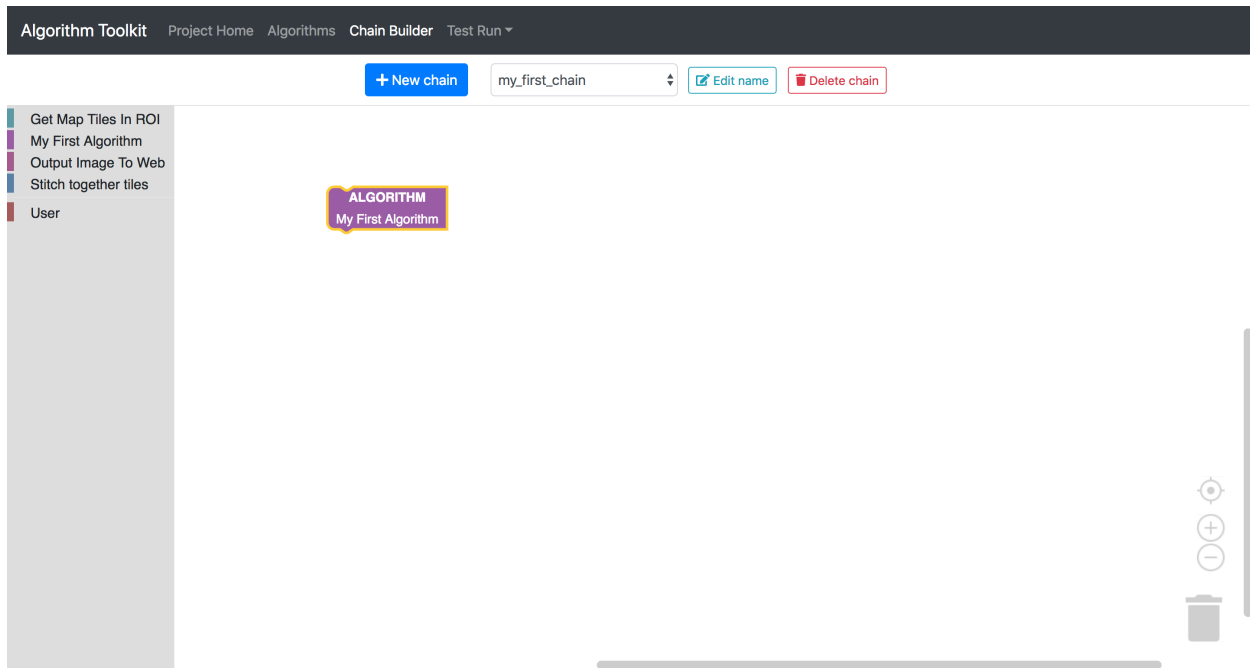 Algorithm Toolkit Project Home Algorithms Chain Builder Test Run
New chain my_first_chain Edit name Delete chain
Get Map Tiles In ROI
My First Algorithm
Output Image To Web
Stitch together tiles
User
ALGORITHM
My First Algorithm